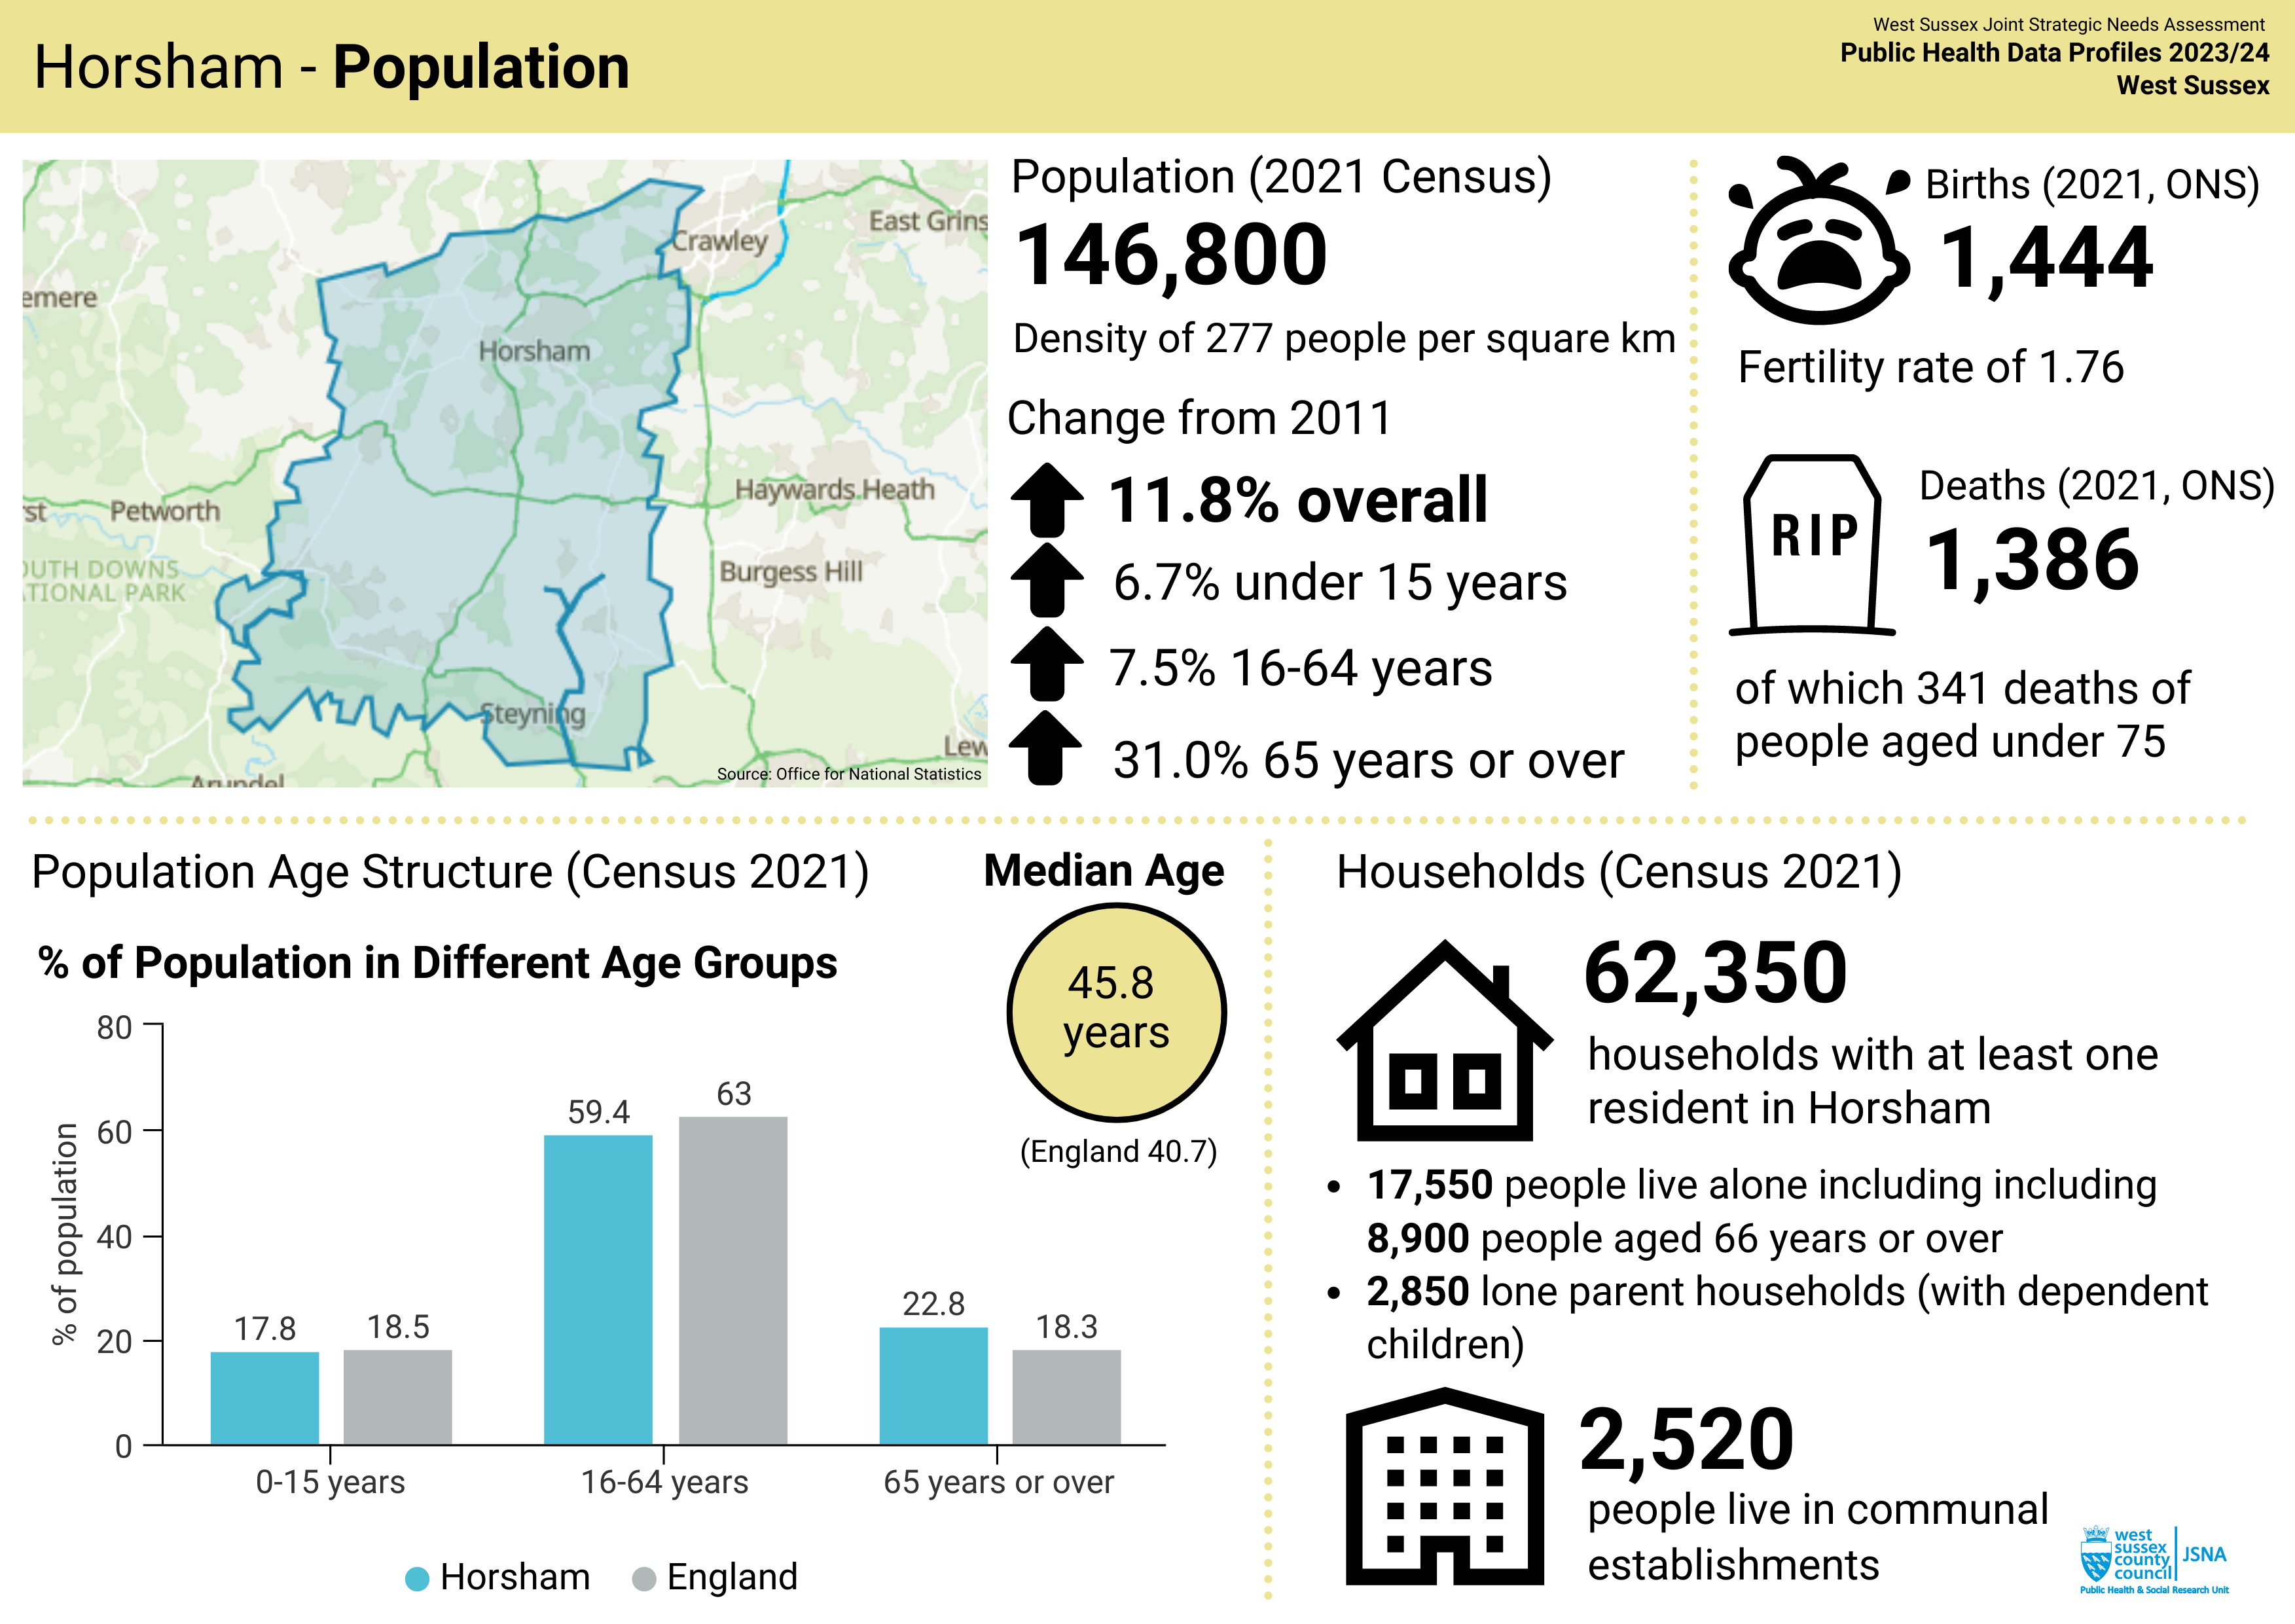 Horsham - Population
West Sussex Joint Strategic Needs Assessment
Public Health Data Profiles 2023/24
West Sussex
Crawley
East Grins
emere
Horsham
Haywards Heath
st
Petworth
OUTH DOWNS
TIONAL PARK
Burgess Hill
Steyning
Lew
Arundel
Source: Office for National Statistics
Population (2021 Census)
146,800
Density of 277 people per square km
Change from 2011
11.8% overall
6.7% under 15 years
7.5% 16-64 years
31.0% 65 years or over
Births (2021, ONS)
1,444
Fertility rate of 1.76
RIP
Deaths (2021, ONS)
1,386
of which 341 deaths of
people aged under 75
Population Age Structure (Census 2021)
% of Population in Different Age Groups
% of population
80
60
40
20
0
17.8
18.5
59.4
63
22.8
18.3
0-15 years
16-64 years
65 years or over
Horsham
England
Median Age
45.8
years
(England 40.7)
Households (Census 2021)
62,350
households with at least one
resident in Horsham
• 17,550 people live alone including including
8,900 people aged 66 years or over
• 2,850 lone parent households (with dependent
children)
2,520
people live in communal
establishments
west
sussex
county
council
JSNA
Public Health & Social Research Unit